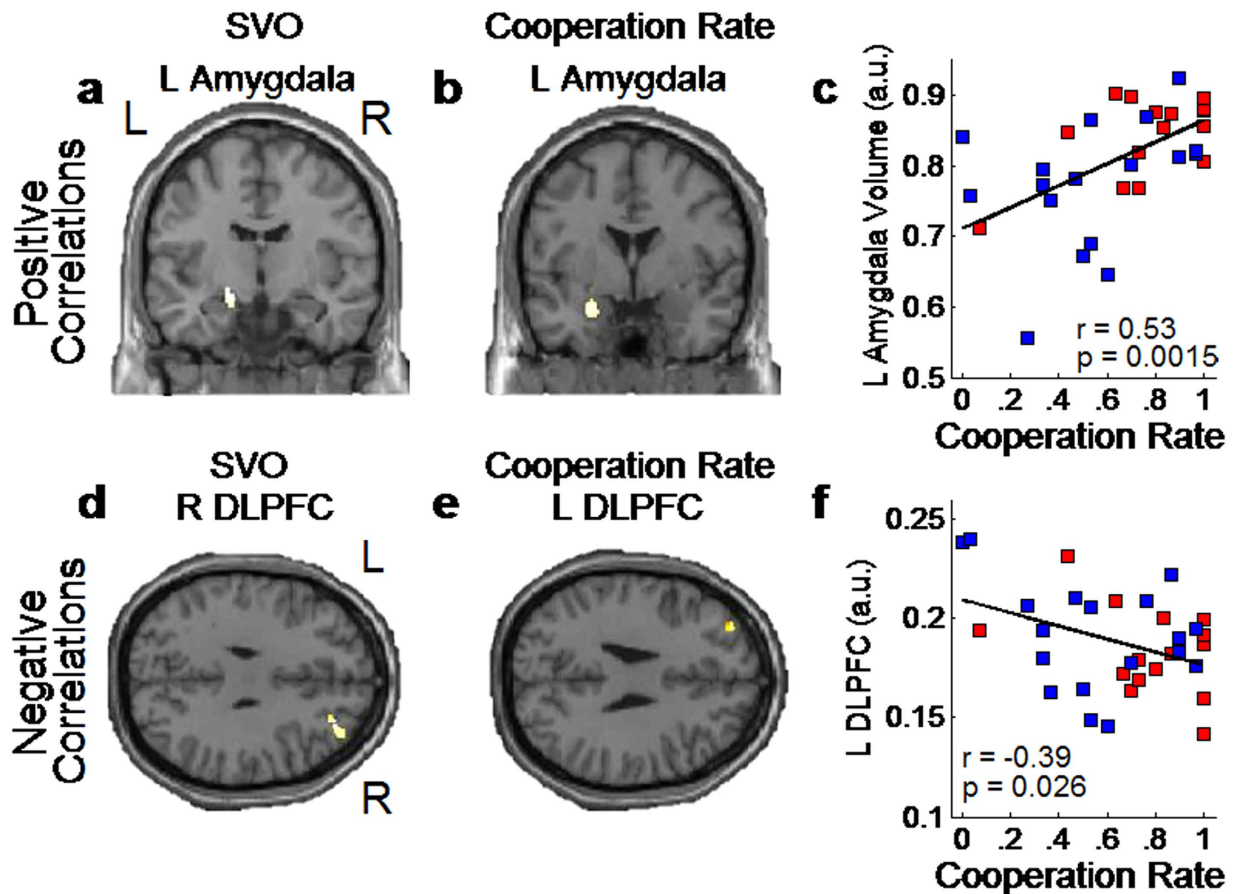 SVO
Cooperation Rate
a
L Amygdala
b
L Amygdala
c
L
R
Positive
Correlations
L Amygdala Volume (a.u.)
0.9
0.8
0.7
0.6
0.5
r = 0.53
p = 0.0015
0 .2 .4 .6 .8 1
Cooperation Rate
SVO
Cooperation Rate
d
R DLPFC
e
L DLPFC
f
L
R
Negative
Correlations
L DLPFC (a.u.)
0.25
0.2
0.15
0.1
r = -0.39
p = 0.026
0 .2 .4 .6 .8 1
Cooperation Rate